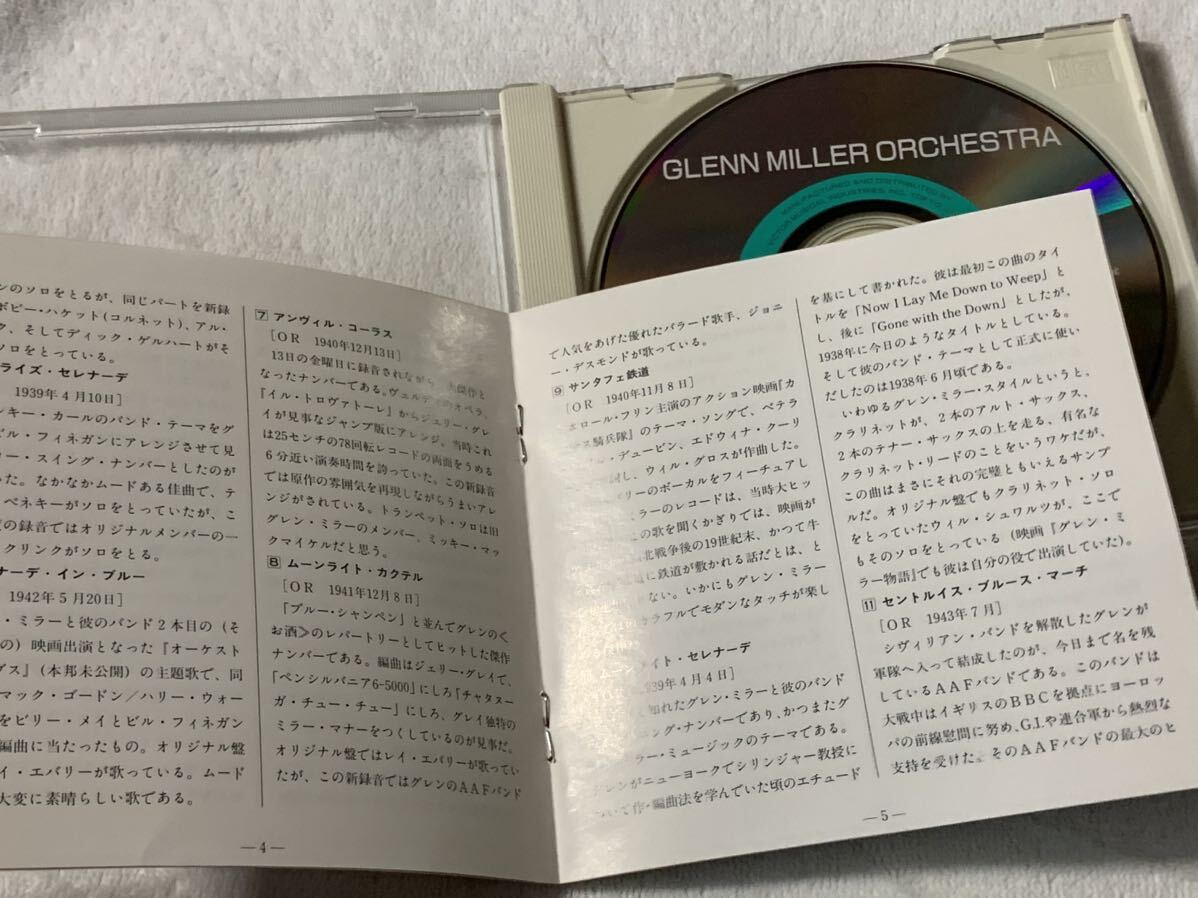 GLENN MILLER ORCHESTRA
MANUFACTURED AND DISTRIBUTED BY
VICTOR MUSICAL INDUSTRIES, INC. TOKYO
ンのソロをとるが、同じパートを新録
ボビー・ハケット(コルネット)、アル・
ク、そしてディック・ゲルハートがそ
ソロをとっている。
ライズ・セレナーデ
1939年4月10日]
ンキー・カールのバンド・テーマをグ
ビル・フィネガンにアレンジさせて見
ロー・スイング・ナンバーとしたのが
った。なかなかムードある佳曲で、テ
ベネキーがソロをとっていたが、こ
の録音ではオリジナルメンバーの一
クリンクがソロをとる。
ナーデ・イン・ブルー
1942年5月20日]
・ミラーと彼のバンド2本目の(そ
の)映画出演となった『オーケスト
ブス』(本邦未公開)の主題歌で、同
マック・ゴードン/ハリー・ウォー
をビリー・メイとビル・フィネガン
編曲に当たったもの。オリジナル盤
イ・エバリーが歌っている。ムード
大変に素晴らしい歌である。
7 アンヴィル・コーラス
[OR 1940年12月13日]
13日の金曜日に録音されながら、大傑作と
なったナンバーである。ヴェルディのオペラ、
『イル・トロヴァトーレ』からジェリー・グレ
イが見事なジャンプ版にアレンジ、当時これ
は25センチの78回転レコードの両面をうめる
6分近い演奏時間を誇っていた。この新録音
では原作の雰囲気を再現しながらうまいアレ
ンジがされている。トランペット・ソロは旧
グレン・ミラーのメンバー、ミッキー・マッ
クマイケルだと思う。
8 ムーンライト・カクテル
[OR 1941年12月8日]
「ブルー・シャンペン」と並んでグレンの《
お酒》のレパートリーとしてヒットした傑作
ナンバーである。編曲はジェリー・グレイで、
「ペンシルバニア6-5000」にしろ「チャタヌー
ガ・チュー・チュー」にしろ、グレイ独特の
ミラー・マナーをつくしているのが見事だ。
オリジナル盤ではレイ・エバリーが歌ってい
たが、この新録音ではグレンのAAFバンド
―4―
で人気をあげた優れたバラード歌手、ジョニ
ー・デスモンドが歌っている。
⑨ サンタフェ鉄道
[OR 1940年11月8日]
エロール・フリン主演のアクション映画『カ
ス騎兵隊』のテーマ・ソングで、ベテラ
ル・デュービン、エドウィナ・クーリ
詞し、ウィル・グロスが作曲した。
リーのボーカルをフィーチュアし
ラーのレコードは、当時大ヒッ
この歌を聞くかぎりでは、映画が
北戦争後の19世紀末、かつて牛
に鉄道が敷かれる話だとは、と
ない。いかにもグレン・ミラー
カラフルでモダンなタッチが楽し
イト・セレナーデ
1939年4月4日]
知れたグレン・ミラーと彼のバンド
ニング・ナンバーであり、かつまたグ
ラー・ミュージックのテーマである。
グレンがニューヨークでシリンジャー教授に
ついて作・編曲法を学んでいた頃のエチュード
を基にして書かれた。彼は最初この曲のタイ
トルを「Now I Lay Me Down to Weep」と
し、後に「Gone with the Dawn」としたが、
1938年に今日のようなタイトルとしている。
そして彼のバンド・テーマとして正式に使い
だしたのは1938年6月頃である。
いわゆるグレン・ミラー・スタイルというと、
クラリネットが、2本のアルト・サックス、
2本のテナー・サックスの上を走る、有名な
クラリネット・リードのことをいうワケだが、
この曲はまさにそれの完璧ともいえるサンプ
ルだ。オリジナル盤でもクラリネット・ソロ
をとっていたウィル・シュワルツが、ここで
もそのソロをとっている(映画『グレン・ミ
ラー物語』でも彼は自分の役で出演していた)。
11 セントルイス・ブルース・マーチ
[OR 1943年7月]
シヴィリアン・バンドを解散したグレンが
軍隊へ入って結成したのが、今日まで名を残
しているAAFバンドである。このバンドは
大戦中はイギリスのBBCを拠点にヨーロッ
パの前線慰問に努め、G.I.や連合軍から熱烈な
支持を受けた。そのAAFバンドの最大のヒ
―5―